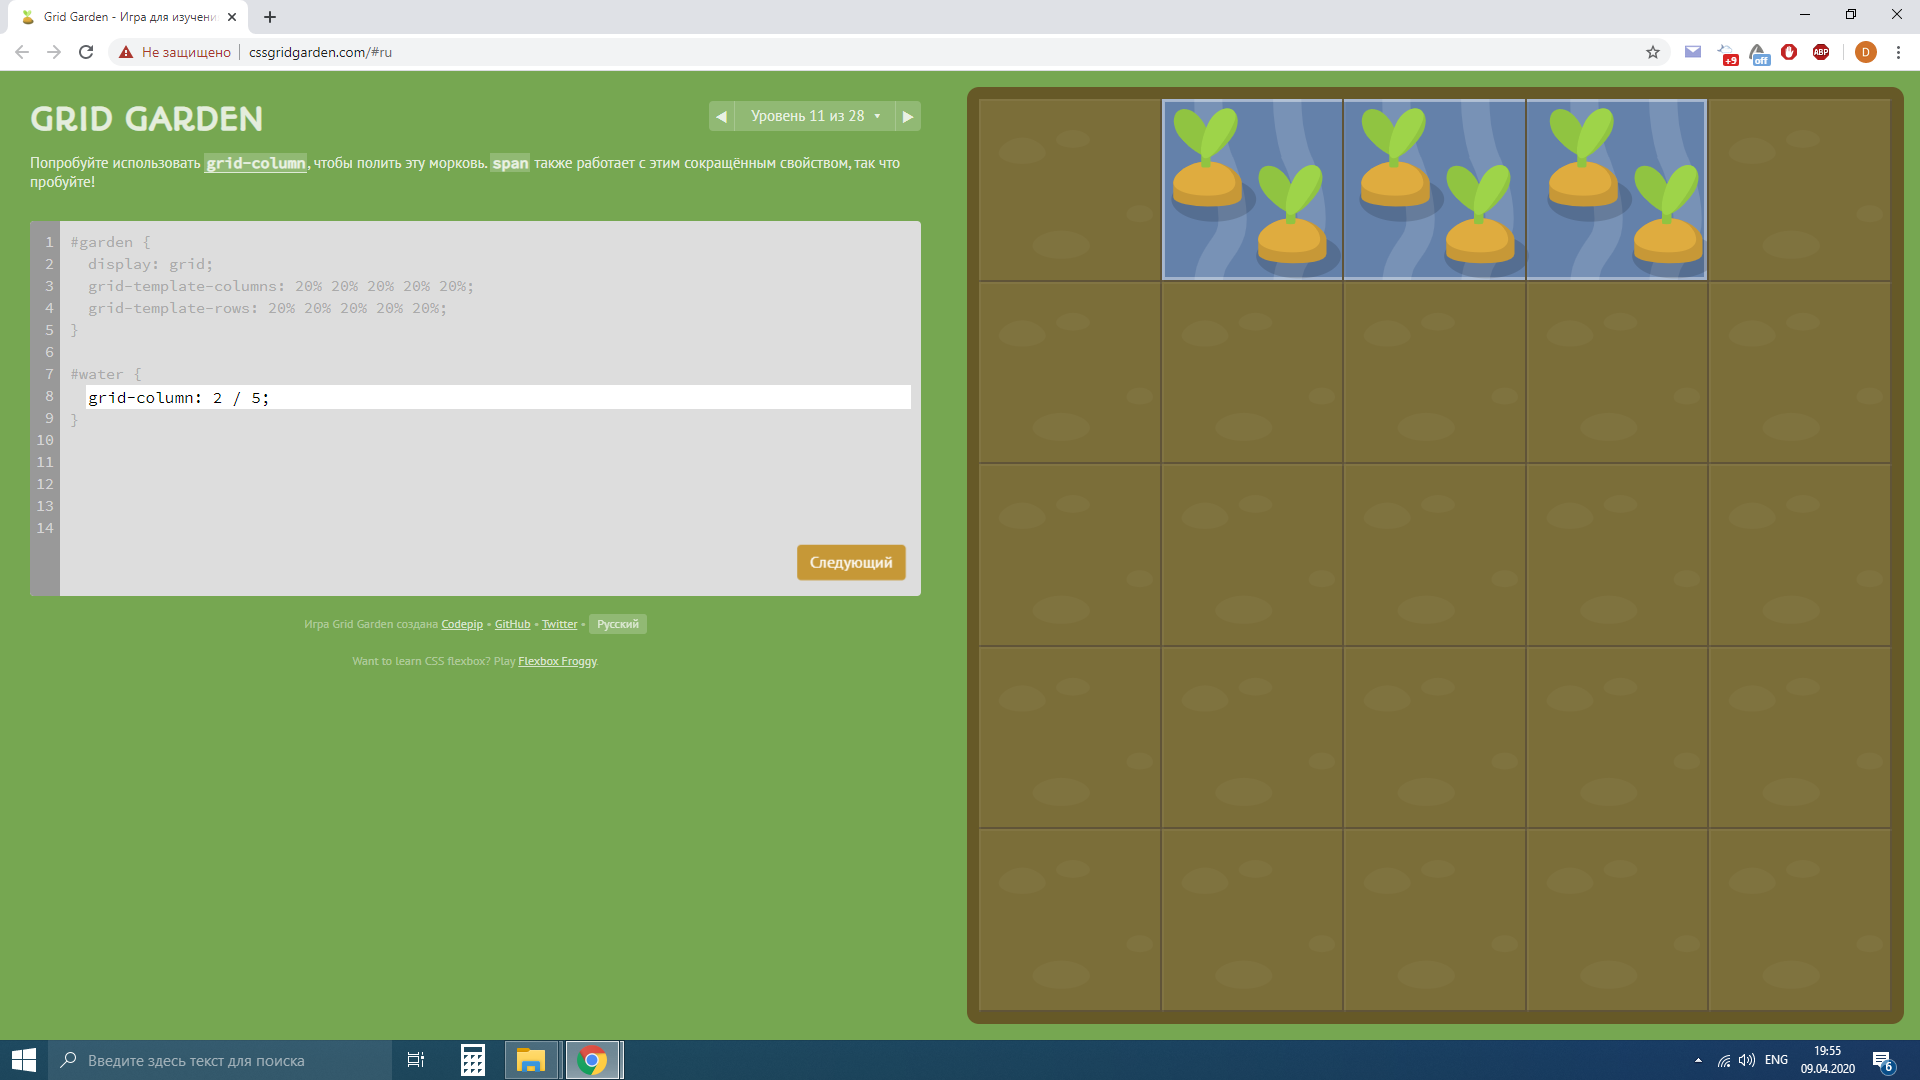 Grid Garden - Игра для изучени
Не защищено
cssgridgarden.com/#ru
+9
off
ABP
D
GRID GARDEN
Уровень 11 из 28
Попробуйте использовать grid-column, чтобы полить эту морковь. span также работает с этим сокращённым свойством, так что
пробуйте!
1 #garden {
2 display: grid;
3 grid-template-columns: 20% 20% 20% 20% 20%;
4 grid-template-rows: 20% 20% 20% 20% 20%;
5 }
6
7 #water {
8 grid-column: 2 / 5;
9 }
10
11
12
13
14
Следующий
Игра Grid Garden создана Codepip • GitHub • Twitter • Русский
Want to learn CSS flexbox? Play Flexbox Froggy.
Введите здесь текст для поиска
ENG
19:55
09.04.2020
6